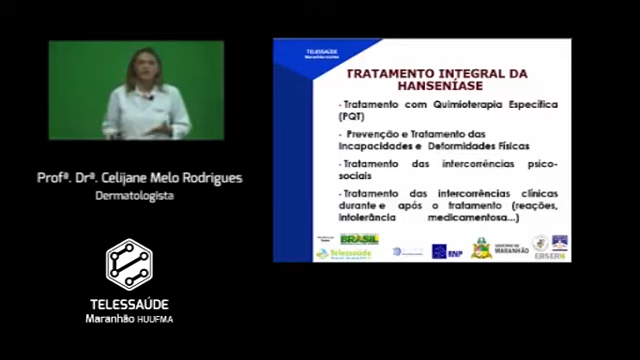 TELESSAÚDE
TRATAMENTO INTEGRAL DA
HANSENÍASE
- Tratamento com Quimioterapia Específica
(PQT)
- Prevenção e Tratamento das
Incapacidades e Deformidades Físicas
- Tratamento das intercorrências psico-
sociais
- Tratamento das intercorrências clínicas
durante e após o tratamento (reações,
intolerância medicamentosa...)
BRASIL
Telessaúde
RNP
MARANHÃO
EBSERH
Profª. Drª. Celijane Melo Rodrigues
Dermatologista
TELESSAÚDE
Maranhão HUUFMA